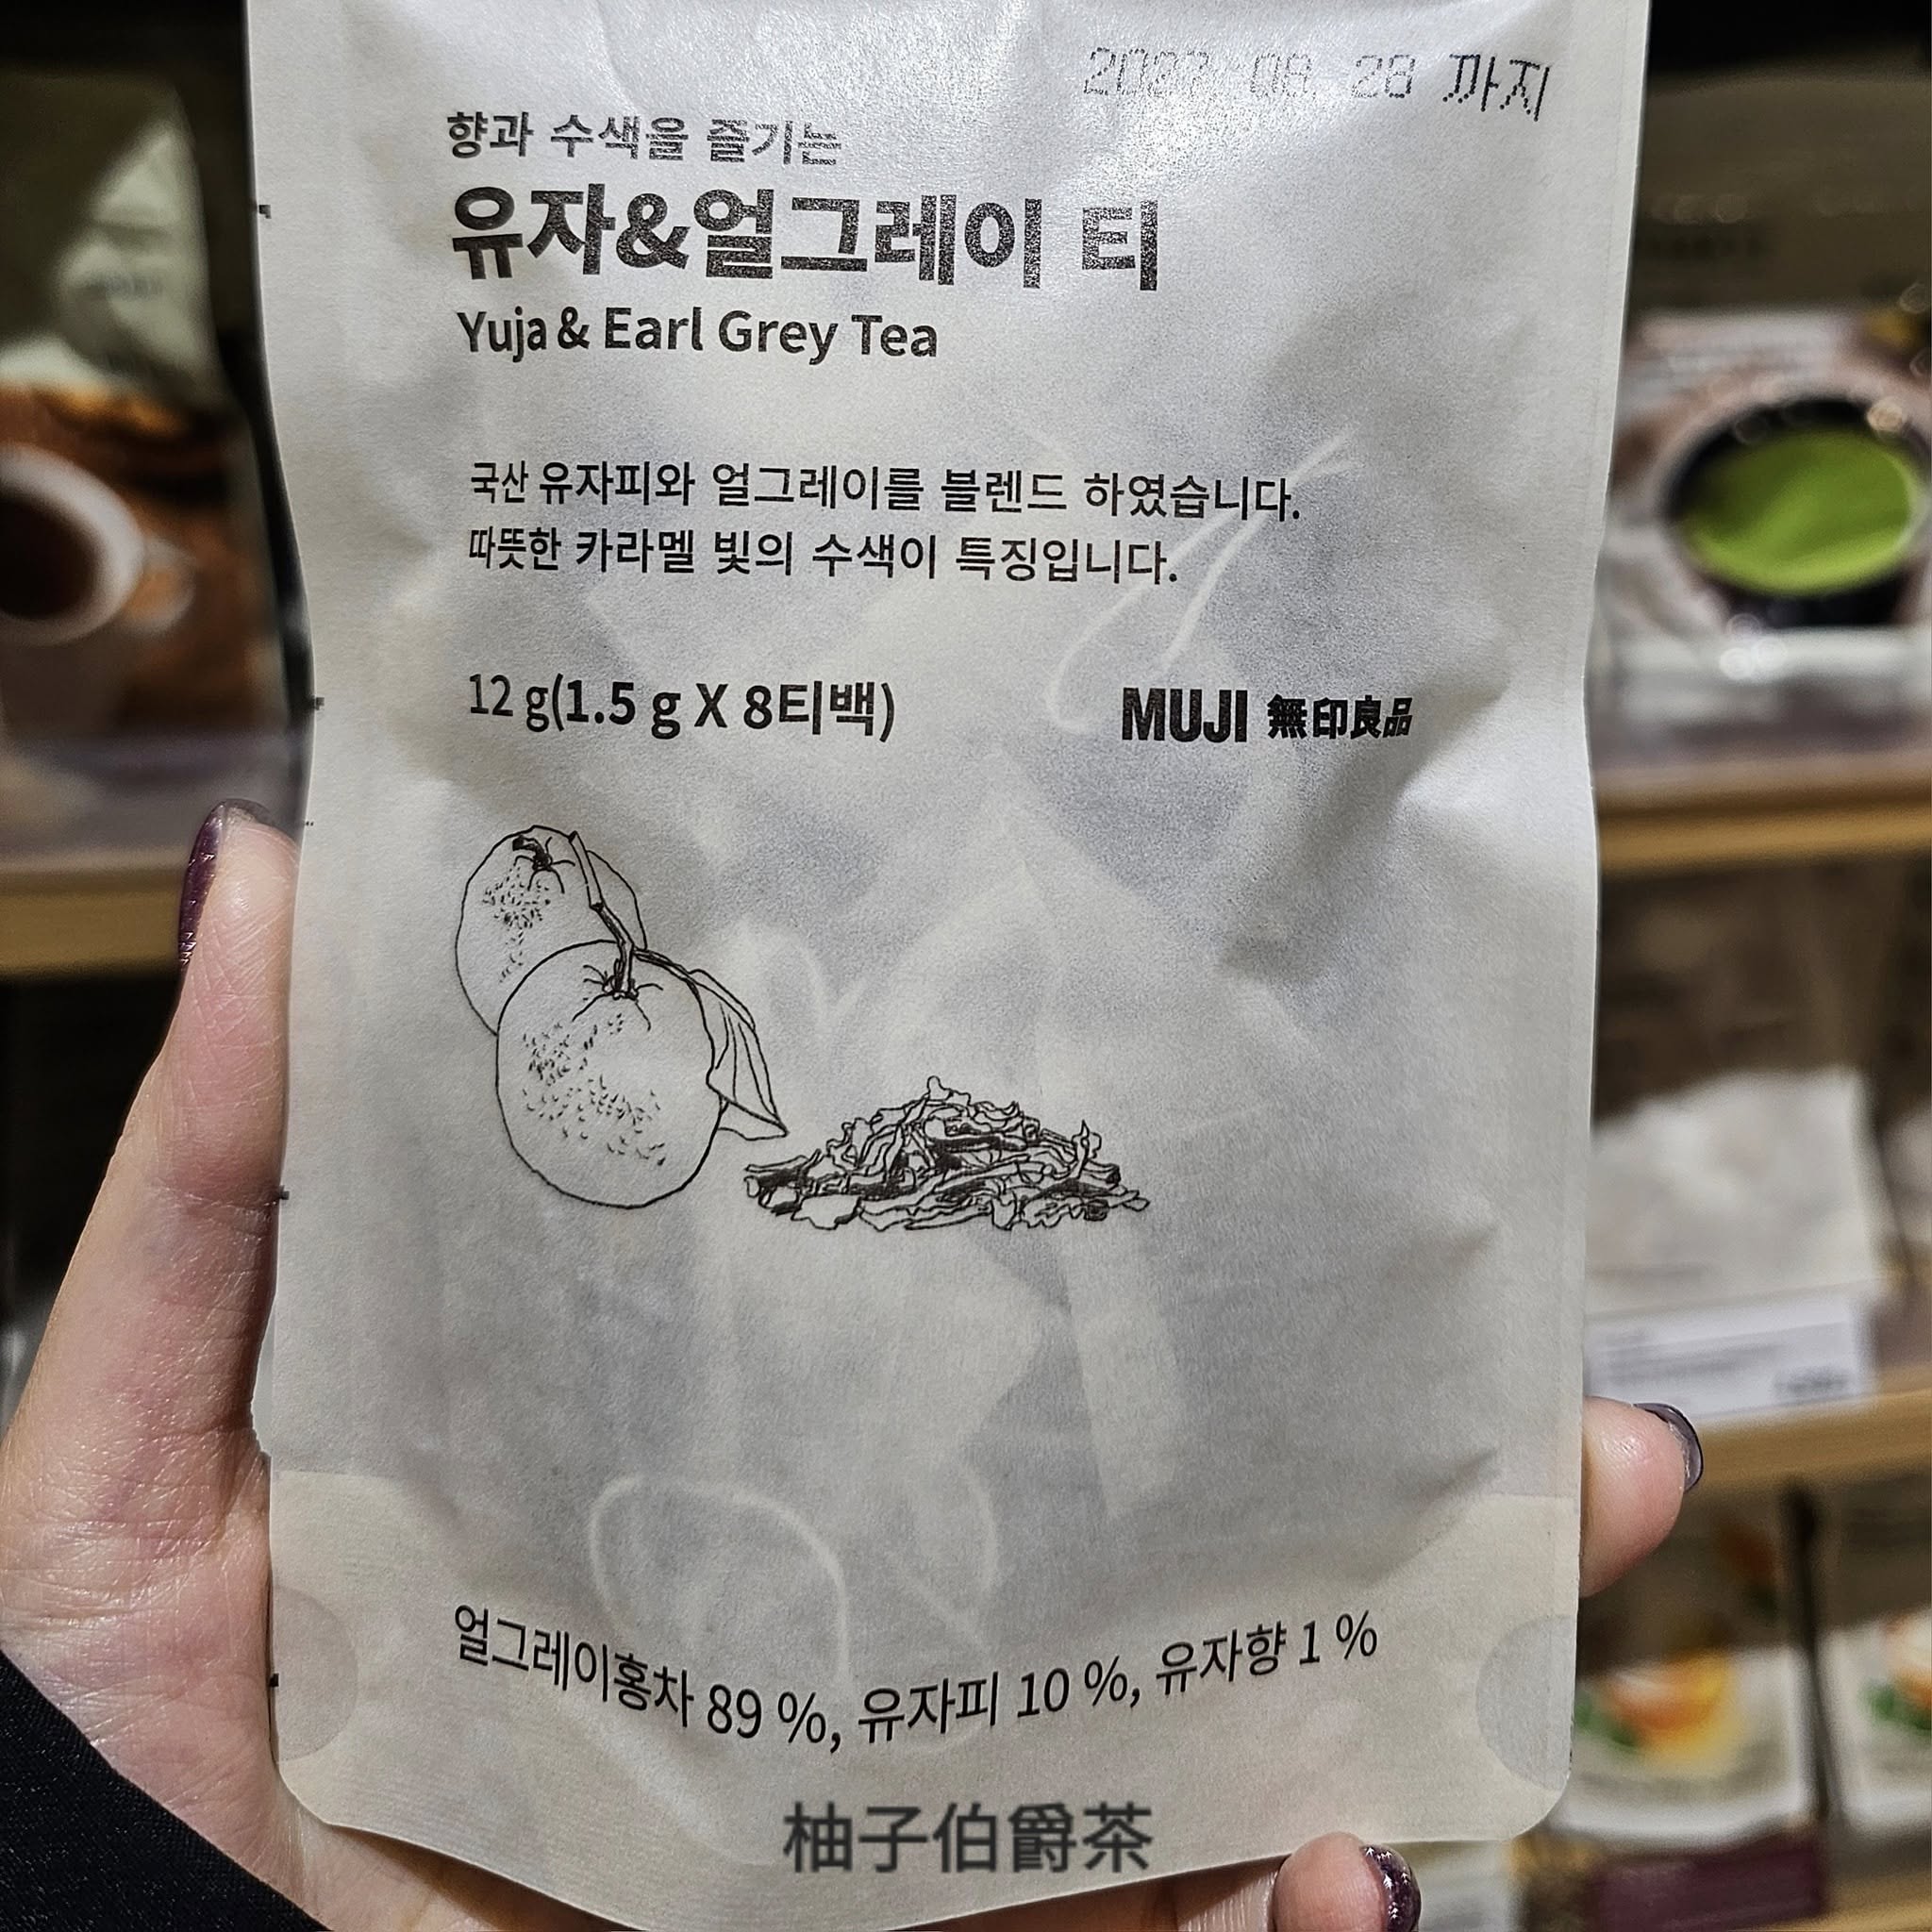 2027. 08. 28 까지
향과 수색을 즐기는
유자&얼그레이 티
Yuja & Earl Grey Tea
국산 유자피와 얼그레이를 블렌드 하였습니다.
따뜻한 카라멜 빛의 수색이 특징입니다.
12 g(1.5 g X 8티백)
MUJI 無印良品
얼그레이홍차 89 %, 유자피 10 %, 유자향 1 %
柚子伯爵茶